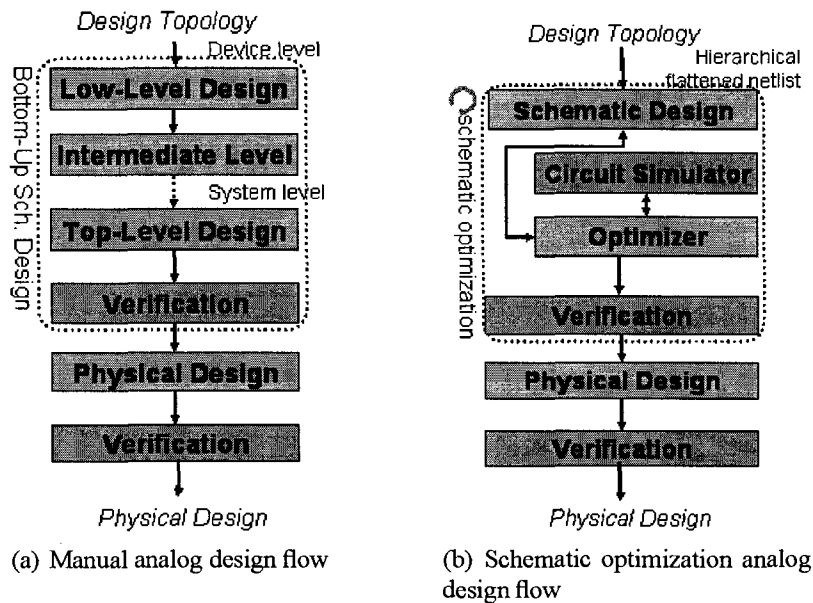 Design Topology
Device level
Bottom-Up Sch. Design
Low-Level Design
Intermediate Level
System level
Top-Level Design
Verification
Physical Design
Verification
Physical Design
(a) Manual analog design flow
Design Topology
Hierarchical
flattened netlist
schematic optimization
Schematic Design
Circuit Simulator
Optimizer
Verification
Physical Design
Verification
Physical Design
(b) Schematic optimization analog
design flow